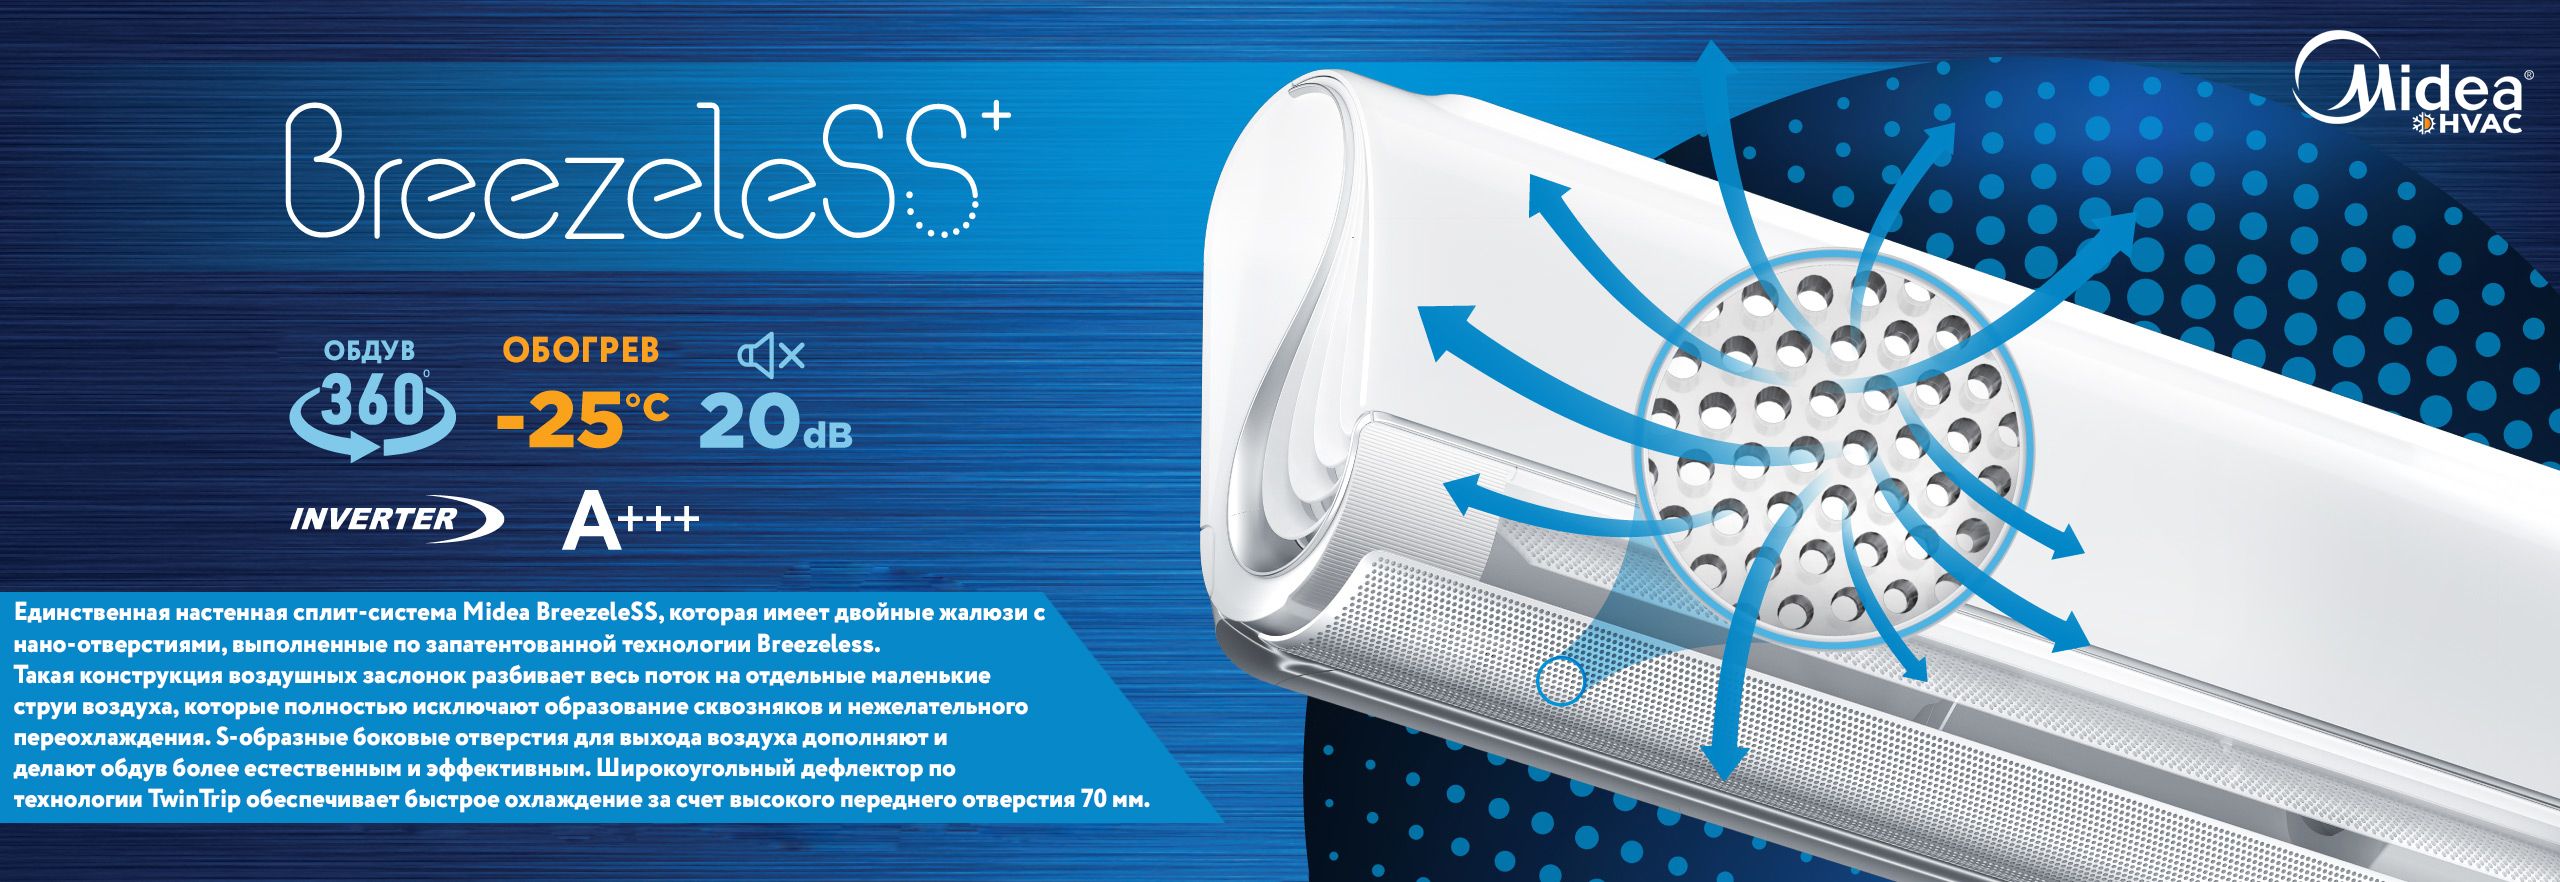 BreezeleSS+
Midea®
HVAC
ОБДУВ
360°
ОБОГРЕВ
-25°C
20dB
INVERTER
A+++
Единственная настенная сплит-система Midea BreezeleSS, которая имеет двойные жалюзи с
нано-отверстиями, выполненные по запатентованной технологии Breezeless.
Такая конструкция воздушных заслонок разбивает весь поток на отдельные маленькие
струи воздуха, которые полностью исключают образование сквозняков и нежелательного
переохлаждения. S-образные боковые отверстия для выхода воздуха дополняют и
делают обдув более естественным и эффективным. Широкоугольный дефлектор по
технологии TwinTrip обеспечивает быстрое охлаждение за счет высокого переднего отверстия 70 мм.